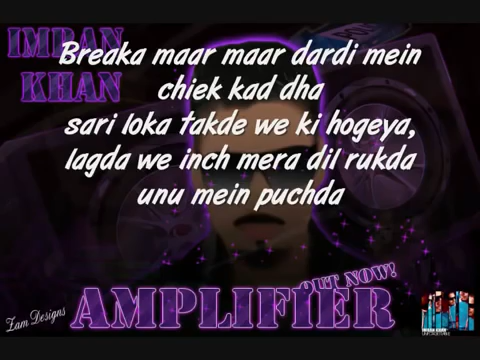 IMRAN
KHAN
Breaka maar maar dardi mein
chiek kad dha
sari loka takde we ki hogeya,
lagda we inch mera dil rukda
unu mein puchda
OUT NOW!
AMPLIFIER
Zam Designs